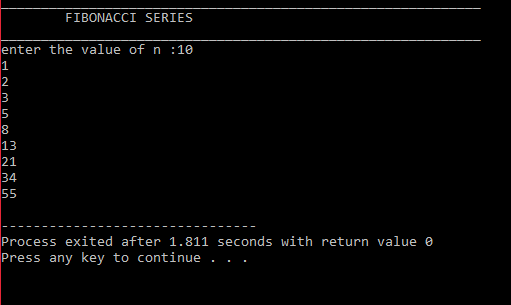 FIBONACCI SERIES
enter the value of n :10
1
2
3
5
8
13
21
34
55
--------------------------------
Process exited after 1.811 seconds with return value 0
Press any key to continue . . .